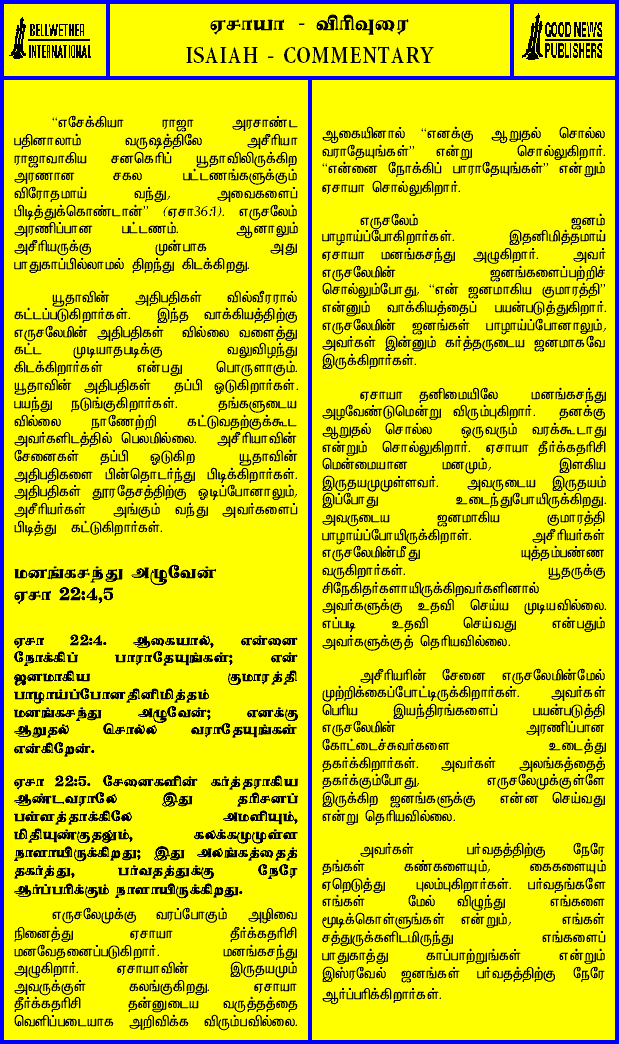 BELLWETHER
INTERNATIONAL
ஏசாயா - விரிவுரை
ISAIAH - COMMENTARY
GOOD NEWS
PUBLISHERS
“எசேக்கியா ராஜா அரசாண்ட
பதினாலாம் வருஷத்திலே அசீரியா
ராஜாவாகிய சனகெரிப் யூதாவிலிருக்கிற
அரணான சகல பட்டணங்களுக்கும்
விரோதமாய் வந்து, அவைகளைப்
பிடித்துக்கொண்டான்” (ஏசா36:1). எருசலேம்
அரணிப்பான பட்டணம். ஆனாலும்
அசீரியருக்கு முன்பாக அது
பாதுகாப்பில்லாமல் திறந்து கிடக்கிறது.
யூதாவின் அதிபதிகள் வில்வீரரால்
கட்டப்படுகிறார்கள். இந்த வாக்கியத்திற்கு
எருசலேமின் அதிபதிகள் வில்லை வளைத்து
கட்ட முடியாதபடிக்கு வலுவிழந்து
கிடக்கிறார்கள் என்பது பொருளாகும்.
யூதாவின் அதிபதிகள் தப்பி ஓடுகிறார்கள்.
பயந்து நடுங்குகிறார்கள். தங்களுடைய
வில்லை நாணேற்றி கட்டுவதற்குக்கூட
அவர்களிடத்தில் பெலமில்லை. அசீரியாவின்
சேனைகள் தப்பி ஓடுகிற யூதாவின்
அதிபதிகளை பின்தொடர்ந்து பிடிக்கிறார்கள்.
அதிபதிகள் தூரதேசத்திற்கு ஓடிப்போனாலும்,
அசீரியர்கள் அங்கும் வந்து அவர்களைப்
பிடித்து கட்டுகிறார்கள்.
மனங்கசந்து அழுவேன்
ஏசா 22:4,5
ஏசா 22:4. ஆகையால், என்னை
நோக்கிப் பாராதேயுங்கள்; என்
ஜனமாகிய குமாரத்தி
பாழாய்ப்போனதினிமித்தம்
மனங்கசந்து அழுவேன்; எனக்கு
ஆறுதல் சொல்ல வராதேயுங்கள்
என்கிறேன்.
ஏசா 22:5. சேனைகளின் கர்த்தராகிய
ஆண்டவராலே இது தரிசனப்
பள்ளத்தாக்கிலே அமளியும்,
மிதியுண்குதலும், கலக்கமுமுள்ள
நாளாயிருக்கிறது; இது அலங்கத்தைத்
தகர்த்து, பர்வதத்துக்கு நேரே
ஆர்ப்பரிக்கும் நாளாயிருக்கிறது.
எருசலேமுக்கு வரப்போகும் அழிவை
நினைத்து ஏசாயா தீர்க்கதரிசி
மனவேதனைப்படுகிறார். மனங்கசந்து
அழுகிறார். ஏசாயாவின் இருதயமும்
அவருக்குள் கலங்குகிறது. ஏசாயா
தீர்க்கதரிசி தன்னுடைய வருத்தத்தை
வெளிப்படையாக அறிவிக்க விரும்பவில்லை.
ஆகையினால் “எனக்கு ஆறுதல் சொல்ல
வராதேயுங்கள்” என்று சொல்லுகிறார்.
“என்னை நோக்கிப் பாராதேயுங்கள்” என்றும்
ஏசாயா சொல்லுகிறார்.
எருசலேம் ஜனம்
பாழாய்ப்போகிறார்கள். இதனிமித்தமாய்
ஏசாயா மனங்கசந்து அழுகிறார். அவர்
எருசலேமின் ஜனங்களைப்பற்றிச்
சொல்லும்போது, “என் ஜனமாகிய குமாரத்தி”
என்னும் வாக்கியத்தைப் பயன்படுத்துகிறார்.
எருசலேமின் ஜனங்கள் பாழாய்ப்போனாலும்,
அவர்கள் இன்னும் கர்த்தருடைய ஜனமாகவே
இருக்கிறார்கள்.
ஏசாயா தனிமையிலே மனங்கசந்து
அழவேண்டுமென்று விரும்புகிறார். தனக்கு
ஆறுதல் சொல்ல ஒருவரும் வரக்கூடாது
என்றும் சொல்லுகிறார். ஏசாயா தீர்க்கதரிசி
மென்மையான மனமும், இளகிய
இருதயமுமுள்ளவர். அவருடைய இருதயம்
இப்போது உடைந்துபோயிருக்கிறது.
அவருடைய ஜனமாகிய குமாரத்தி
பாழாய்ப்போயிருக்கிறாள். அசீரியர்கள்
எருசலேமின்மீது யுத்தம்பண்ண
வருகிறார்கள். யூதருக்கு
சிநேகிதர்களாயிருக்கிறவர்களினால்
அவர்களுக்கு உதவி செய்ய முடியவில்லை.
எப்படி உதவி செய்வது என்பதும்
அவர்களுக்குத் தெரியவில்லை.
அசீரியரின் சேனை எருசலேமின்மேல்
முற்றிக்கைப்போட்டிருக்கிறார்கள். அவர்கள்
பெரிய இயந்திரங்களைப் பயன்படுத்தி
எருசலேமின் அரணிப்பான
கோட்டைச்சுவர்களை உடைத்து
தகர்க்கிறார்கள். அவர்கள் அலங்கத்தைத்
தகர்க்கும்போது, எருசலேமுக்குள்ளே
இருக்கிற ஜனங்களுக்கு என்ன செய்வது
என்று தெரியவில்லை.
அவர்கள் பர்வதத்திற்கு நேரே
தங்கள் கண்களையும், கைகளையும்
ஏறெடுத்து புலம்புகிறார்கள். பர்வதங்களே
எங்கள் மேல் விழுந்து எங்களை
மூடிக்கொள்ளுங்கள் என்றும், எங்கள்
சத்துருக்களிடமிருந்து எங்களைப்
பாதுகாத்து காப்பாற்றுங்கள் என்றும்
இஸ்ரவேல் ஜனங்கள் பர்வதத்திற்கு நேரே
ஆர்ப்பரிக்கிறார்கள்.